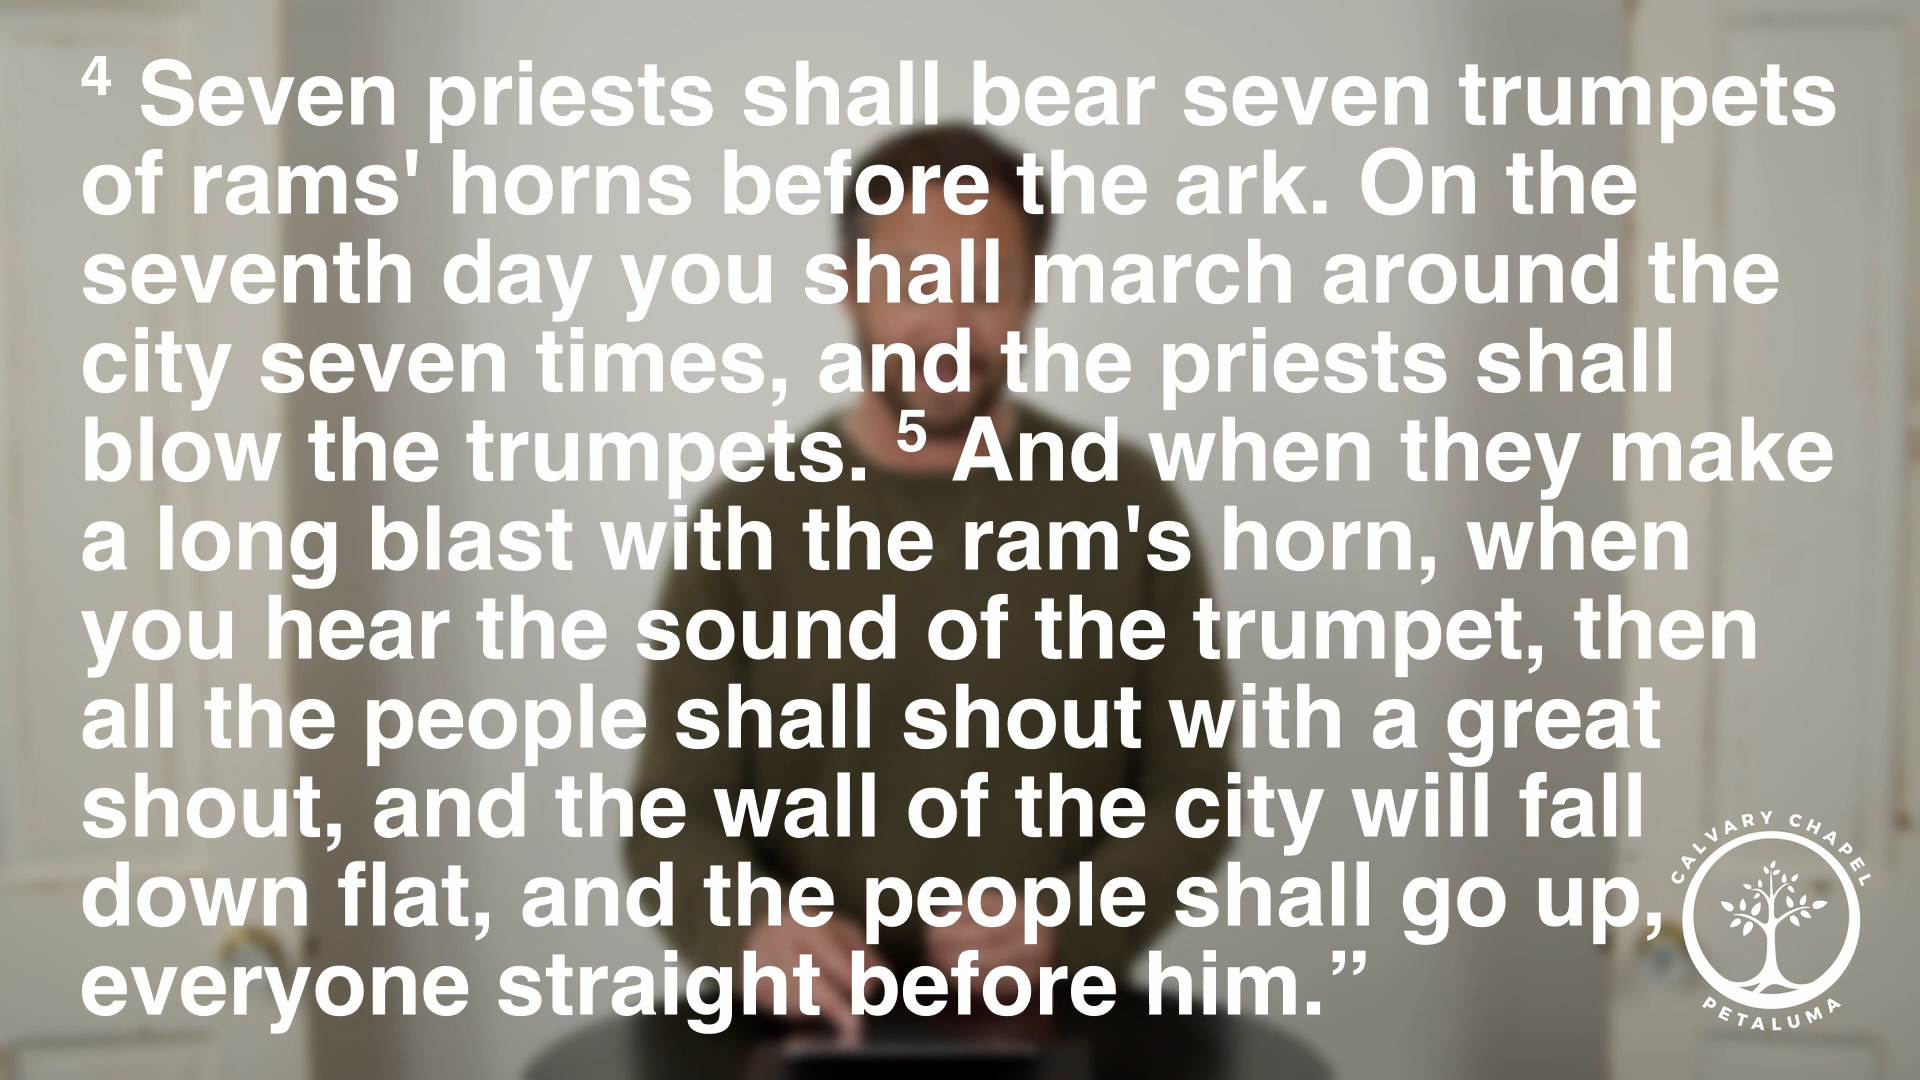 4 Seven priests shall bear seven trumpets
of rams' horns before the ark. On the
seventh day you shall march around the
city seven times, and the priests shall
blow the trumpets. 5 And when they make
a long blast with the ram's horn, when
you hear the sound of the trumpet, then
all the people shall shout with a great
shout, and the wall of the city will fall
down flat, and the people shall go up,
everyone straight before him.”
CALVARY CHAPEL
PETALUMA